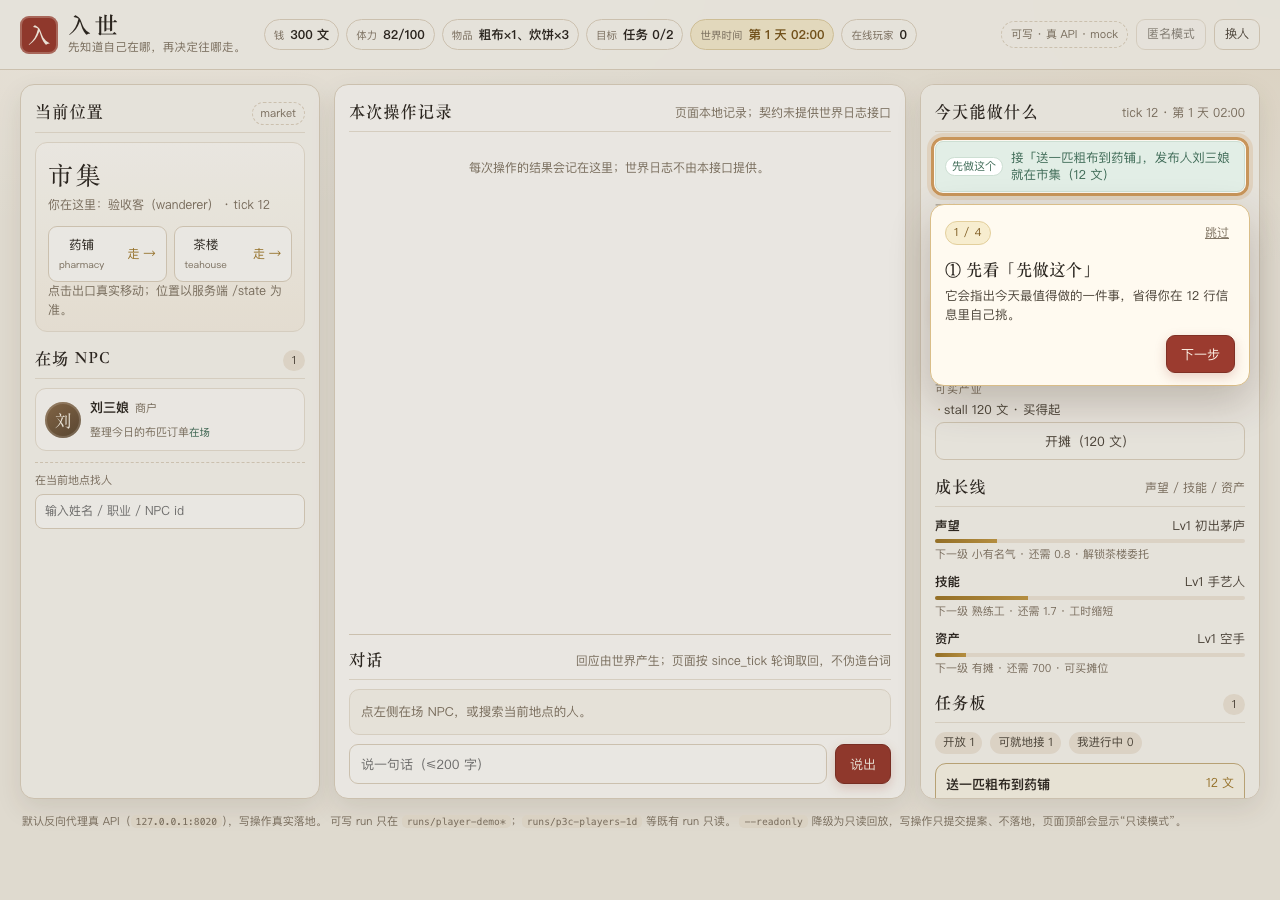 入
入世
先知道自己在哪，再决定往哪走。
钱 300 文
体力 82/100
物品 粗布×1、炊饼×3
目标 任务 0/2
世界时间 第 1 天 02:00
在线玩家 0
可写 · 真 API · mock
匿名模式
换人
当前位置
market
市集
你在这里：验收客（wanderer） · tick 12
药铺
pharmacy
走 →
茶楼
teahouse
走 →
点击出口真实移动；位置以服务端 /state 为
准。
在场 NPC
1
刘
刘三娘 商户
整理今日的布匹订单在场
在当前地点找人
输入姓名 / 职业 / NPC id
本次操作记录
页面本地记录；契约未提供世界日志接口
每次操作的结果会记在这里；世界日志不由本接口提供。
对话
回应由世界产生；页面按 since_tick 轮询取回，不伪造台词
点左侧在场 NPC，或搜索当前地点的人。
说一句话（≤200 字）
说出
今天能做什么
tick 12 · 第 1 天 02:00
先做这个
接「送一匹粗布到药铺」，发布人刘三娘
就在市集（12 文）
1 / 4
跳过
① 先看「先做这个」
它会指出今天最值得做的一件事，省得你在 12 行信
息里自己挑。
下一步
可买产业
· stall 120 文 · 买得起
开摊（120 文）
成长线
声望 / 技能 / 资产
声望
Lv1 初出茅庐
下一级 小有名气 · 还需 0.8 · 解锁茶楼委托
技能
Lv1 手艺人
下一级 熟练工 · 还需 1.7 · 工时缩短
资产
Lv1 空手
下一级 有摊 · 还需 700 · 可买摊位
任务板
1
开放 1
可就地接 1
我进行中 0
送一匹粗布到药铺
12 文
默认反向代理真 API（ 127.0.0.1:8020 ），写操作真实落地。 可写 run 只在 runs/player-demo* ； runs/p3c-players-1d 等既有 run 只读。 --readonly 降级为只读回放，写操作只提交提案、不落地，页面顶部会显示“只读模式”。